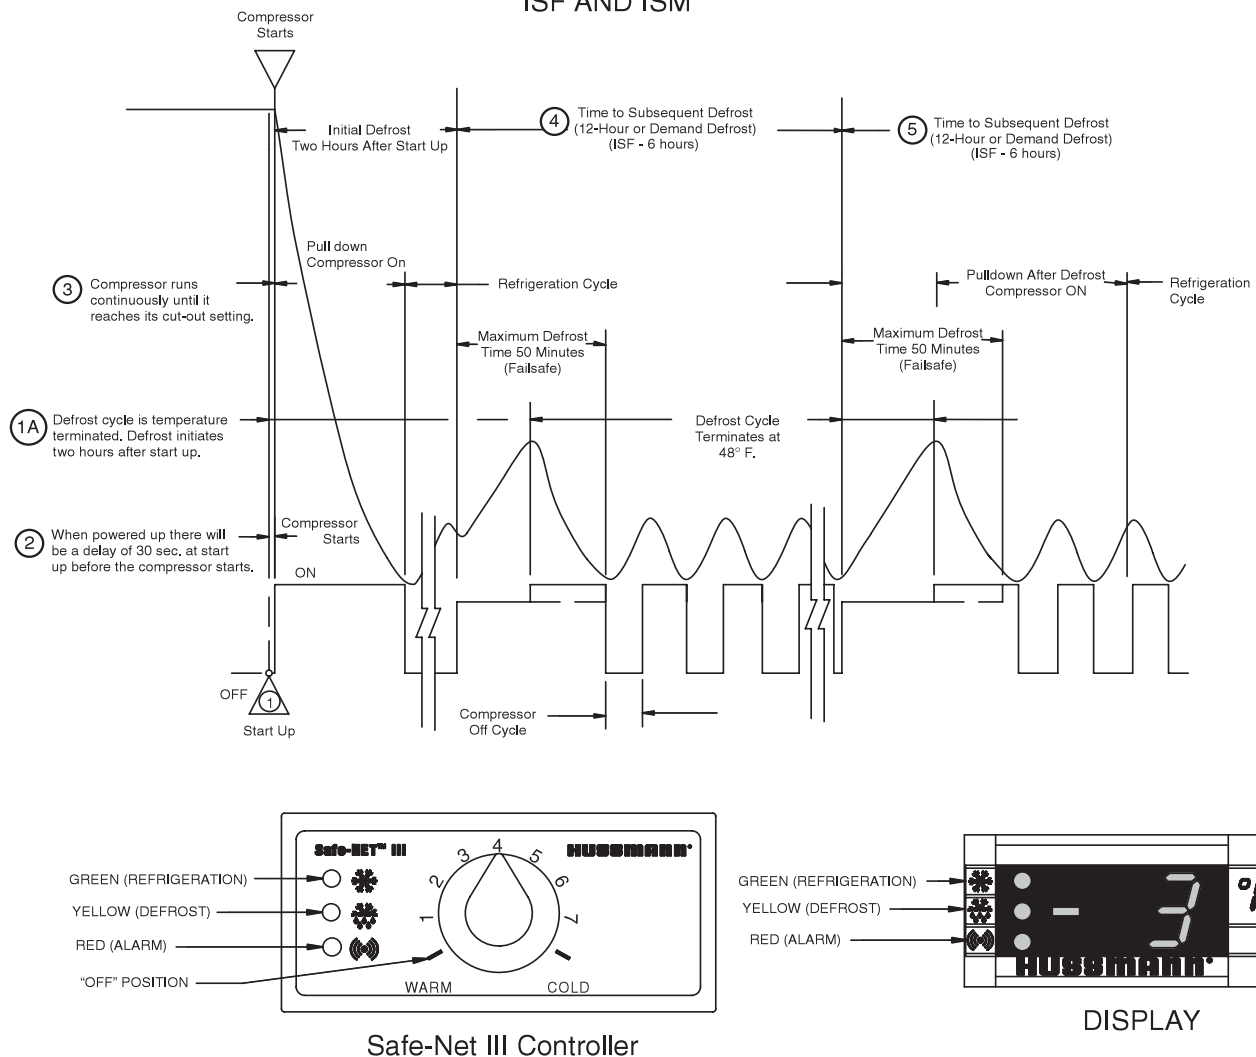 ISF AND ISM
Compressor
Starts
Initial Defrost
Two Hours After Start Up
4
Time to Subsequent Defrost
(12-Hour or Demand Defrost)
(ISF - 6 hours)
5
Time to Subsequent Defrost
(12-Hour or Demand Defrost)
(ISF - 6 hours)
Pull down
Compressor On
3
Compressor runs
continuously until it
reaches its cut-out setting.
Refrigeration Cycle
Pulldown After Defrost
Compressor ON
Refrigeration
Cycle
Maximum Defrost
Time 50 Minutes
(Failsafe)
Maximum Defrost
Time 50 Minutes
(Failsafe)
1A
Defrost cycle is temperature
terminated. Defrost initiates
two hours after start up.
Defrost Cycle
Terminates at
48° F.
2
When powered up there will
be a delay of 30 sec. at start
up before the compressor starts.
Compressor
Starts
ON
OFF
1
Start Up
Compressor
Off Cycle
Safe-NET™ III
HUSSMANN
GREEN (REFRIGERATION)
YELLOW (DEFROST)
RED (ALARM)
"OFF" POSITION
1
2
3
4
5
6
7
WARM
COLD
Safe-Net III Controller
GREEN (REFRIGERATION)
YELLOW (DEFROST)
RED (ALARM)
- 3
HUSSMANN
DISPLAY